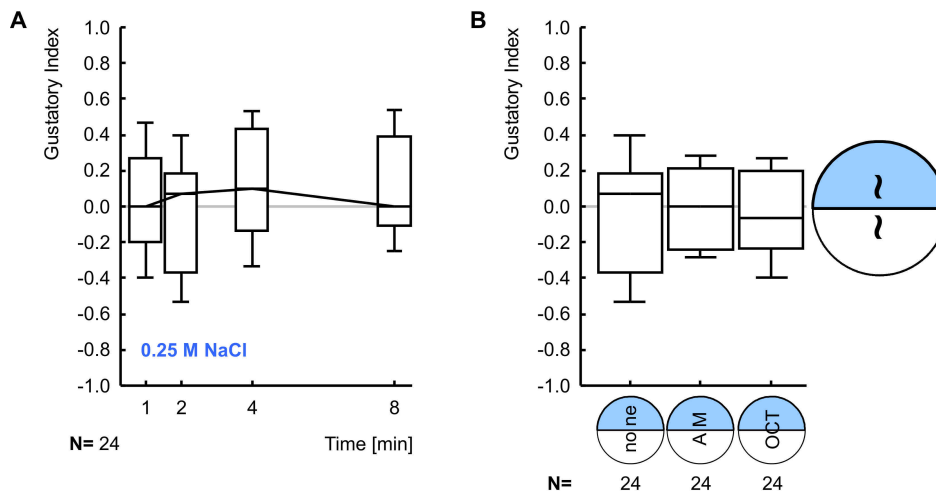 A
Gustatory Index
1.0
0.8
0.6
0.4
0.2
0.0
-0.2
-0.4
-0.6
-0.8
-1.0
0.25 M NaCl
1 2 4 8
N= 24 Time [min]
B
Gustatory Index
1.0
0.8
0.6
0.4
0.2
0.0
-0.2
-0.4
-0.6
-0.8
-1.0
~
~
none AM OCT
N= 24 24 24